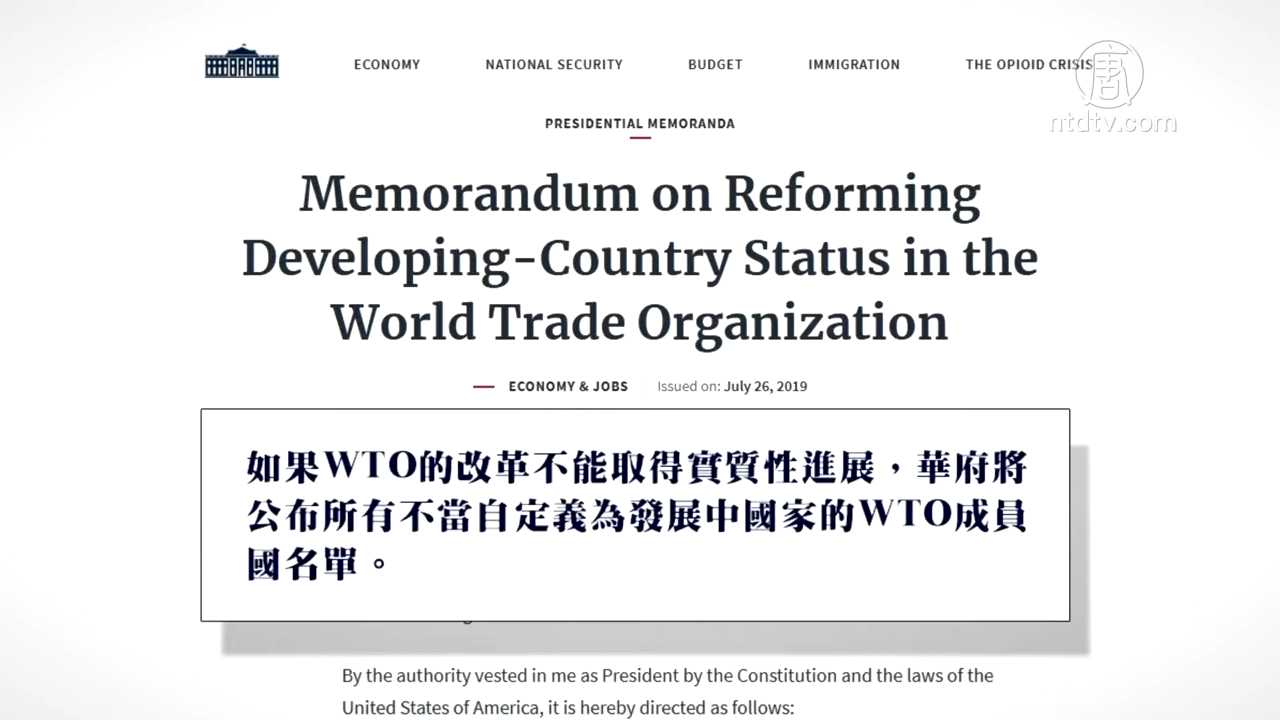 ECONOMY NATIONAL SECURITY BUDGET IMMIGRATION THE OPIOID CRISIS
唐
ntdtv.com
PRESIDENTIAL MEMORANDA
Memorandum on Reforming
Developing-Country Status in the
World Trade Organization
ECONOMY & JOBS Issued on: July 26, 2019
如果WTO的改革不能取得實質性進展，華府將
公布所有不當自定義為發展中國家的WTO成員
國名單。
By the authority vested in me as President by the Constitution and the laws of the
United States of America, it is hereby directed as follows: